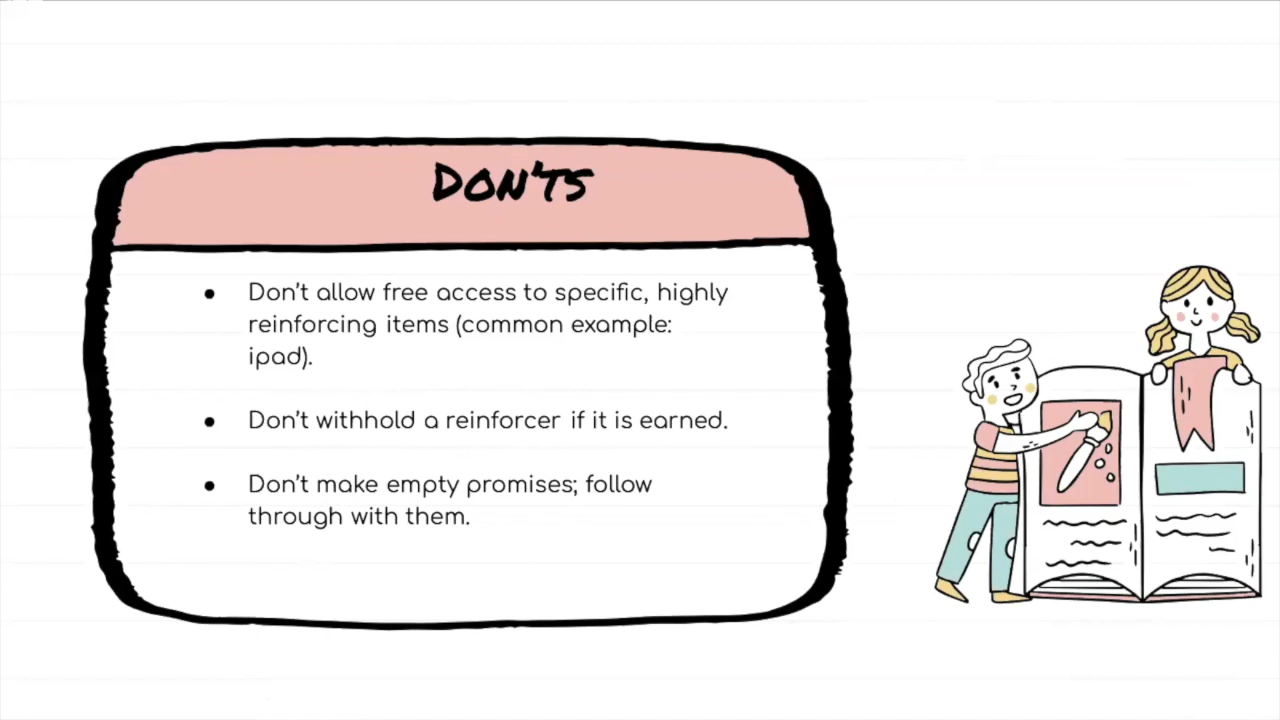 Don'ts
● Don't allow free access to specific, highly
reinforcing items (common example:
ipad).
● Don't withhold a reinforcer if it is earned.
● Don't make empty promises; follow
through with them.